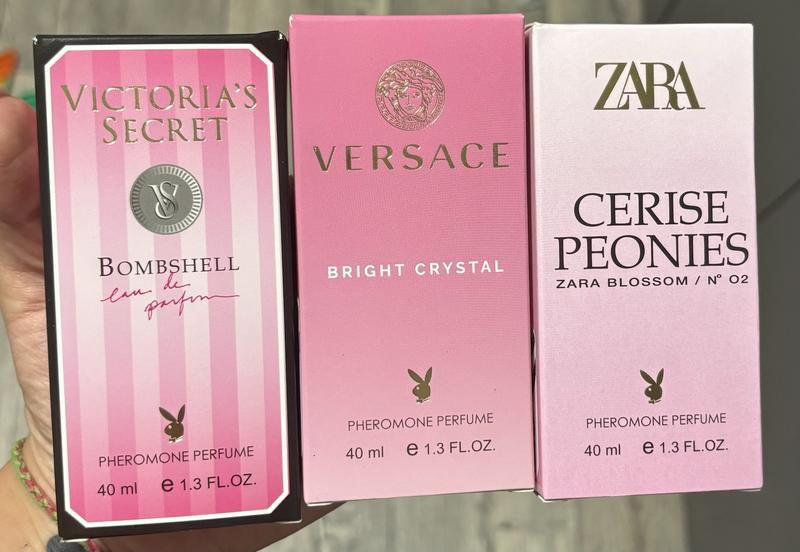 VICTORIA'S
SECRET
VS
BOMBSHELL
eau de
parfum
PHEROMONE PERFUME
40 ml e 1.3 FL.OZ.
VERSACE
BRIGHT CRYSTAL
PHEROMONE PERFUME
40 ml e 1.3 FL.OZ.
ZARA
CERISE
PEONIES
ZARA BLOSSOM / Nº 02
PHEROMONE PERFUME
40 ml e 1.3 FL.OZ.